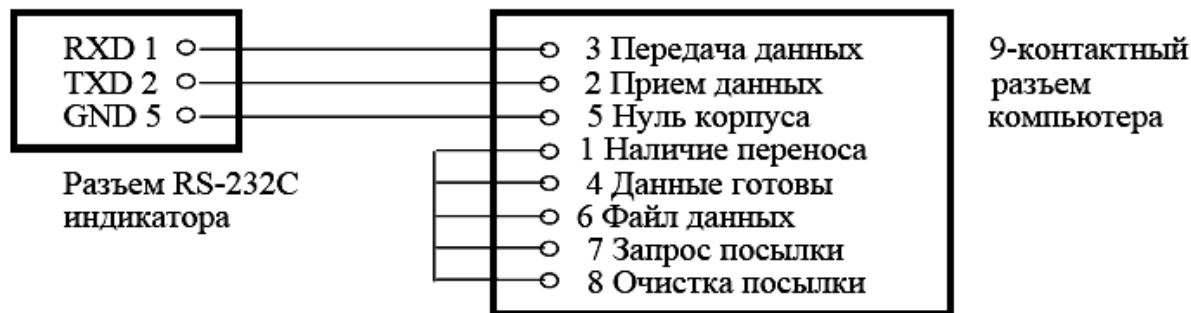 RXD 1
TXD 2
GND 5
Разъем RS-232C
индикатора
3 Передача данных
2 Прием данных
5 Нуль корпуса
1 Наличие переноса
4 Данные готовы
6 Файл данных
7 Запрос посылки
8 Очистка посылки
9-контактный
разъем
компьютера